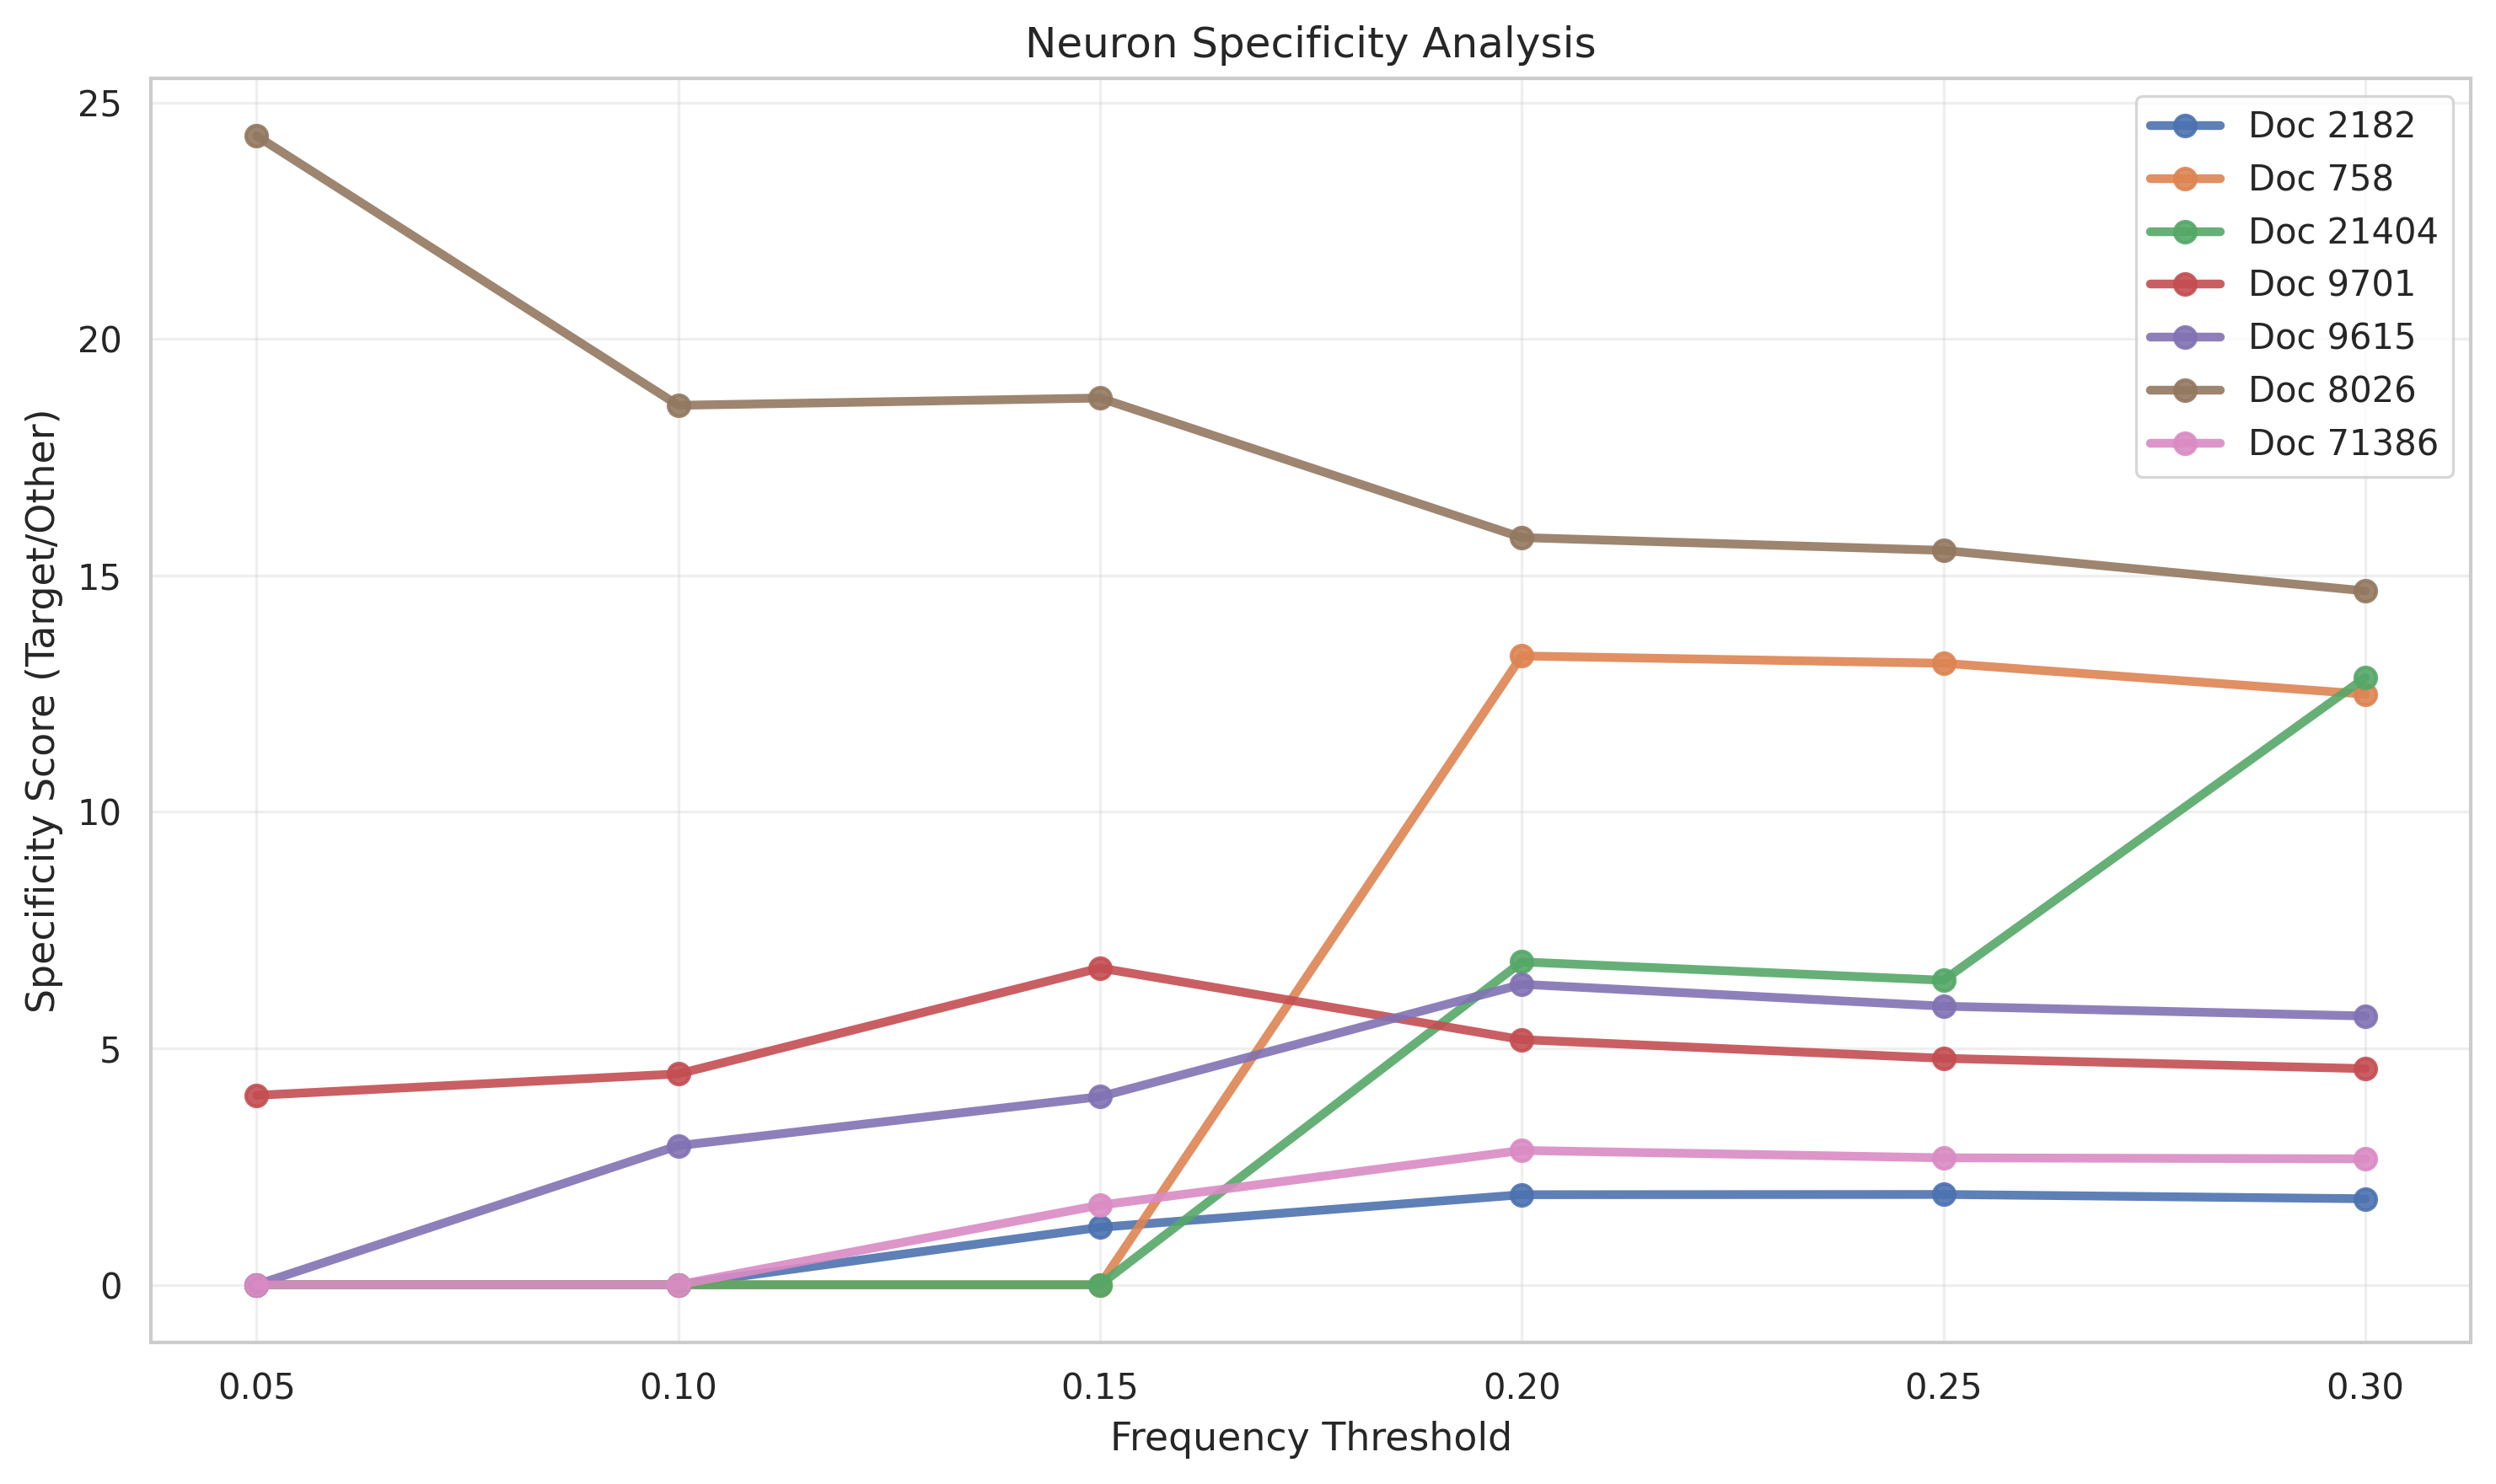 Neuron Specificity Analysis
Specificity Score (Target/Other)
25
20
15
10
5
0
Doc 2182
Doc 758
Doc 21404
Doc 9701
Doc 9615
Doc 8026
Doc 71386
0.05 0.10 0.15 0.20 0.25 0.30
Frequency Threshold